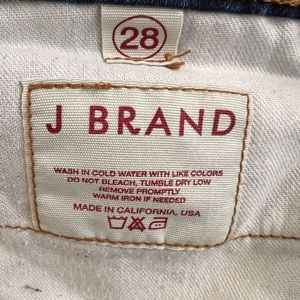 28
J BRAND
WASH IN COLD WATER WITH LIKE COLORS
DO NOT BLEACH, TUMBLE DRY LOW
REMOVE PROMPTLY
WARM IRON IF NEEDED
MADE IN CALIFORNIA, USA